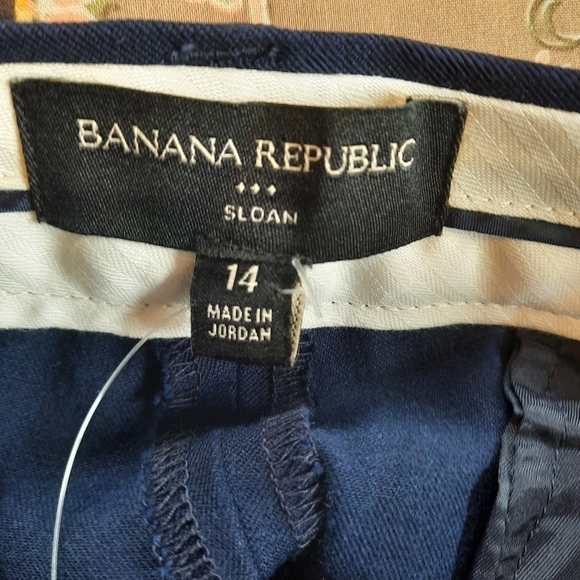 BANANA REPUBLIC
SLOAN
14
MADE IN
JORDAN